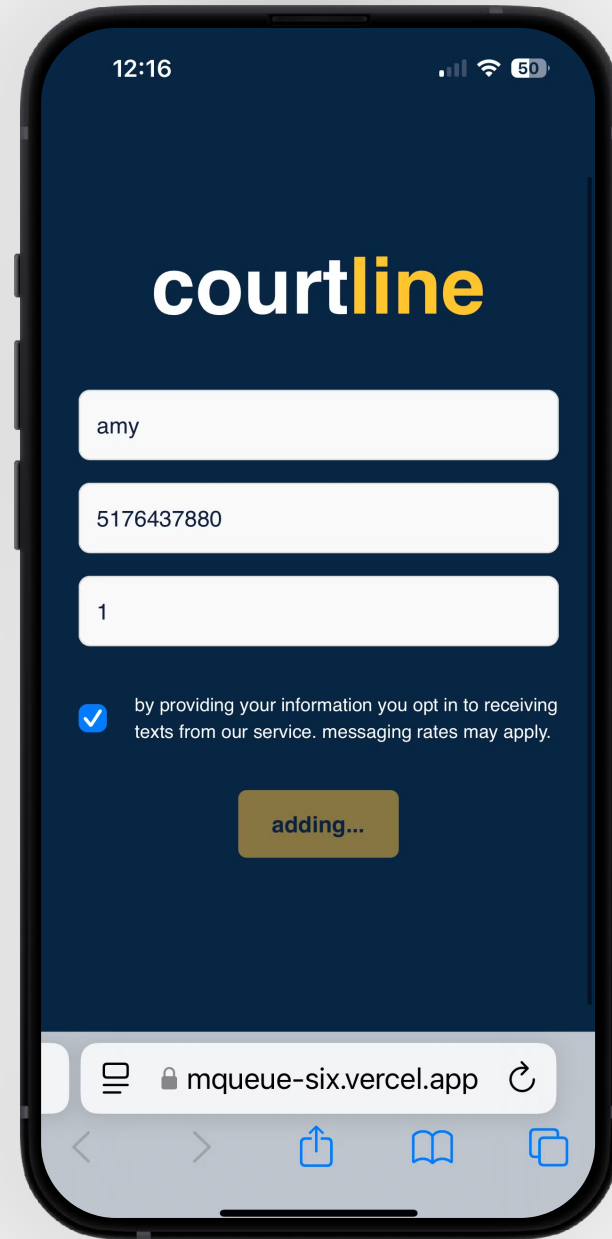 12:16
50
courtline
amy
5176437880
1
by providing your information you opt in to receiving
texts from our service. messaging rates may apply.
adding...
mqueue-six.vercel.app